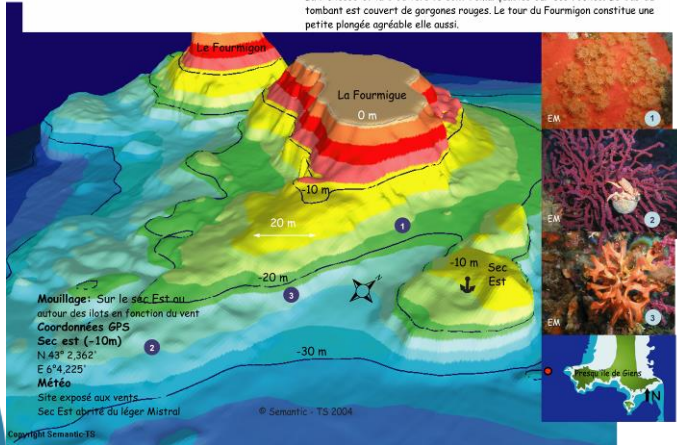 tombant est couvert de gorgones rouges. Le tour du Fourmigon constitue une
petite plongée agréable elle aussi.
Le Fourmigon
La Fourmigue
0 m
EM
1
-10 m
EM
2
20 m
1
-10 m Sec
Est
-20 m
3
EM
3
Mouillage: Sur le sec Est ou
autour des ilots en fonction du vent
Coordonnées GPS
Sec est (-10m)
N 43° 2,362'
E 6°4,225'
Météo
Site exposé aux vents
Sec Est abrité du léger Mistral
2
-30 m
Presqu'ile de Giens
N
© Semantic - TS 2004
Copyright Semantic-TS